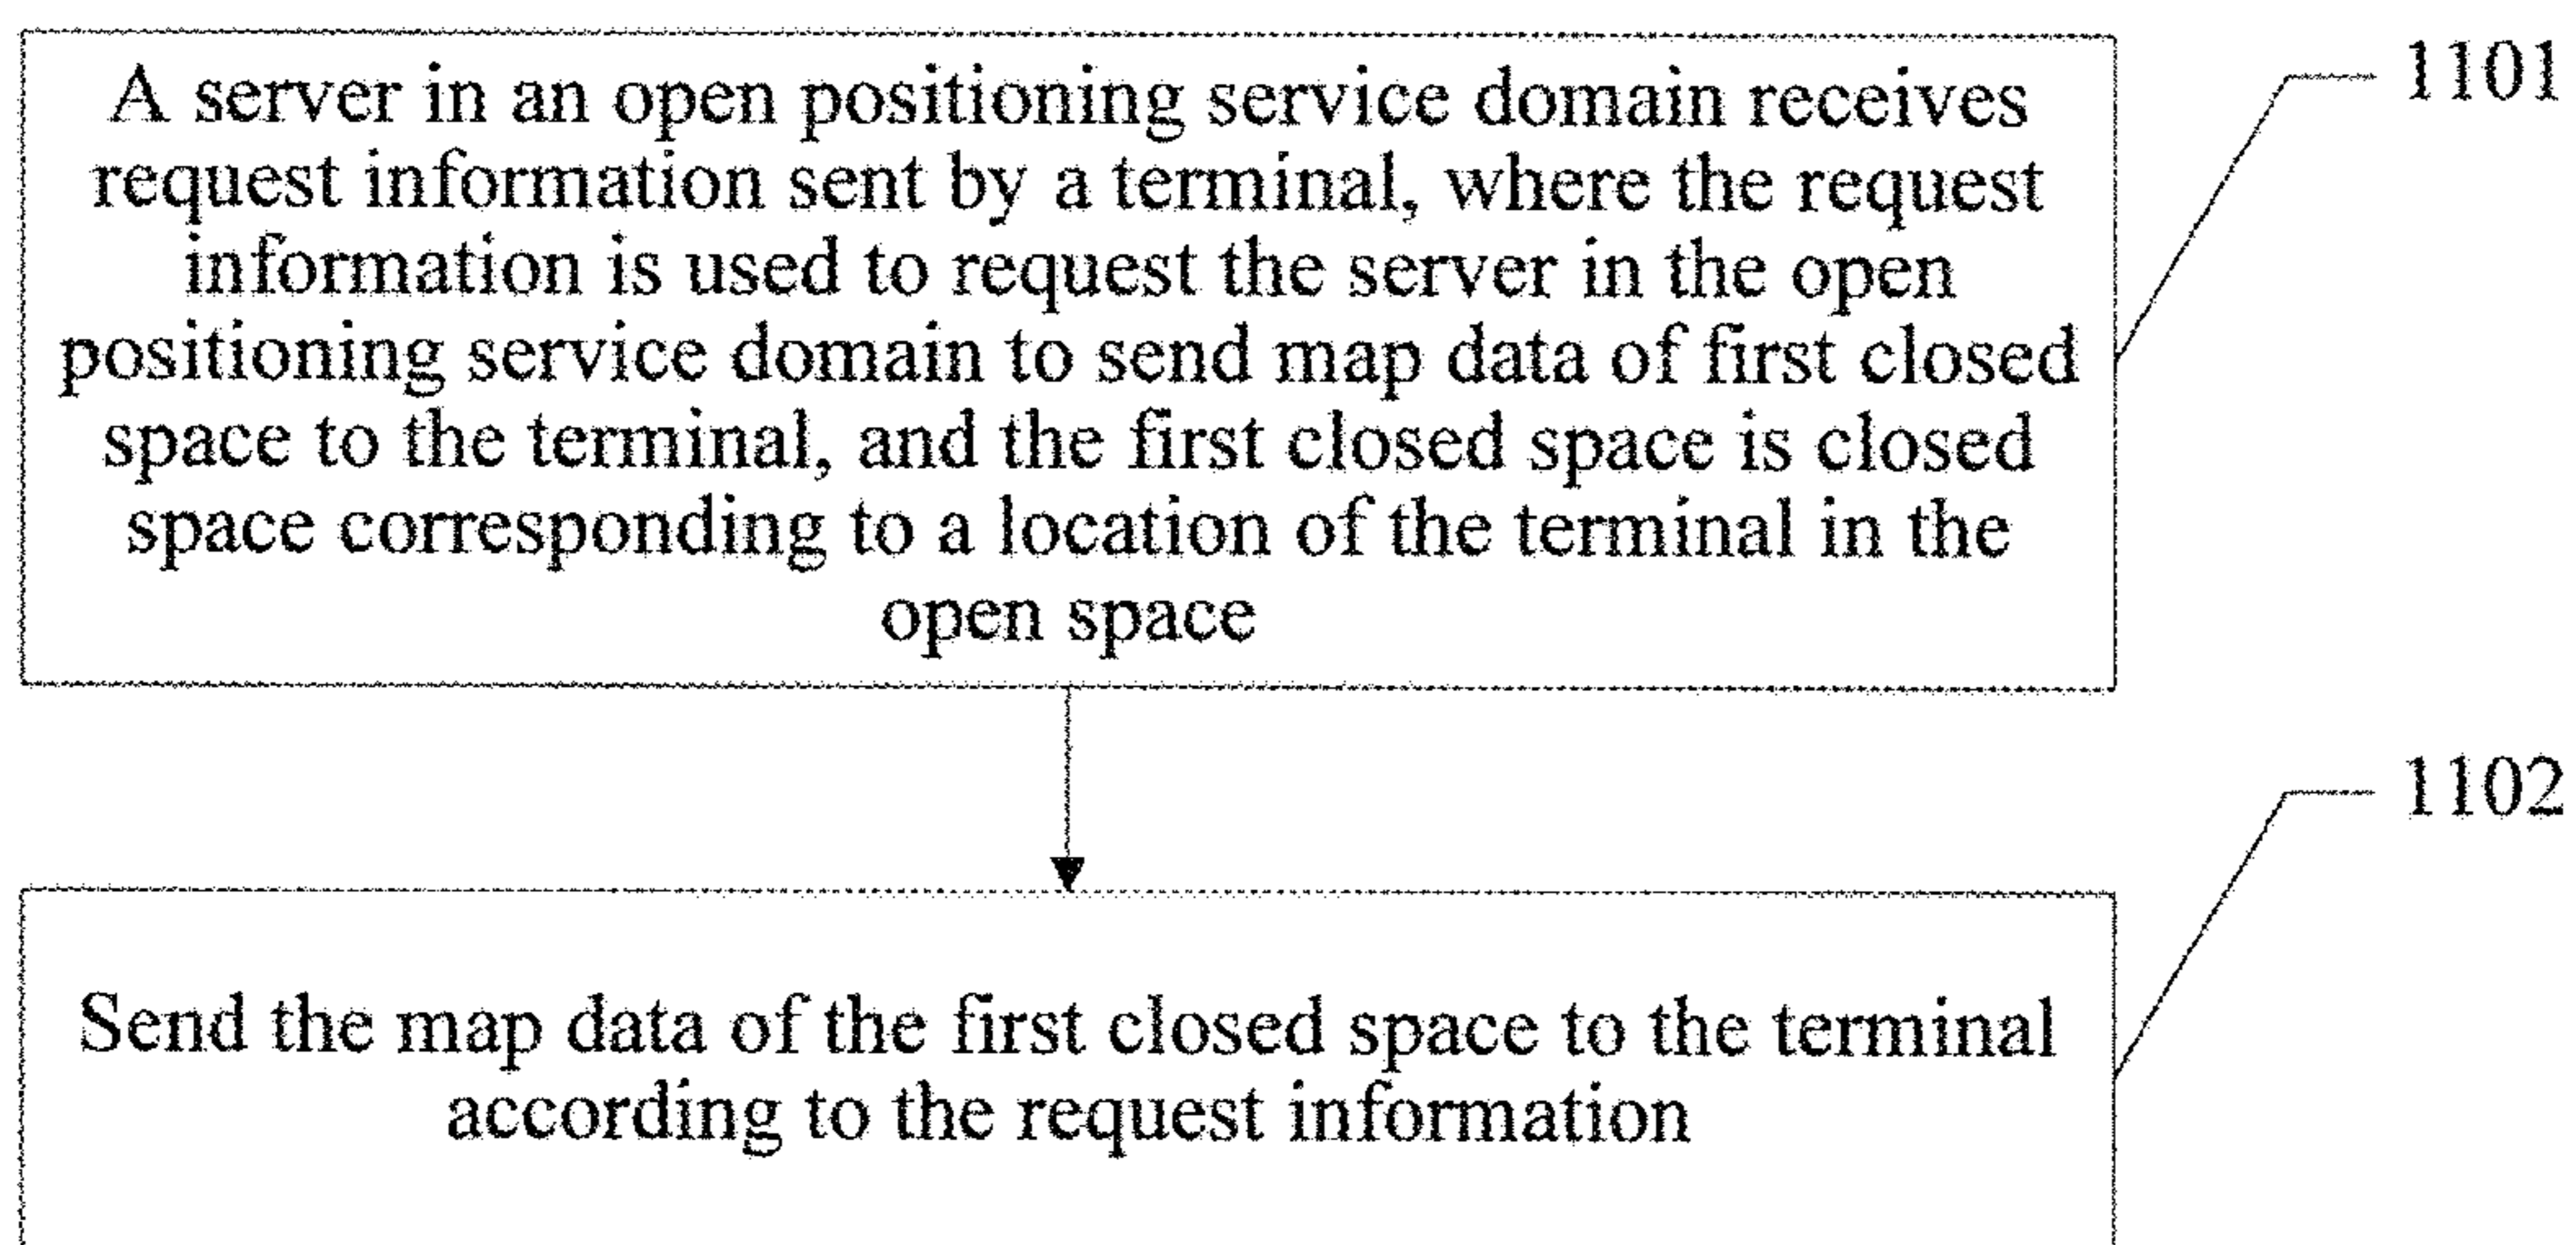 A server in an open positioning service domain receives
request information sent by a terminal, where the request
information is used to request the server in the open
positioning service domain to send map data of first closed
space to the terminal, and the first closed space is closed
space corresponding to a location of the terminal in the
open space
1101
1102
Send the map data of the first closed space to the terminal
according to the request information